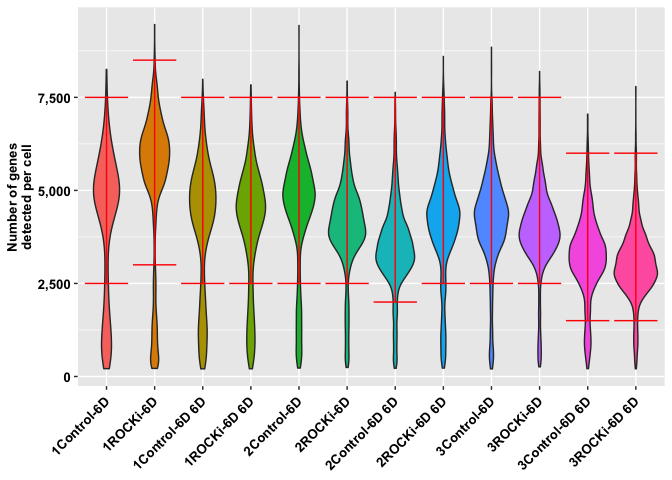 Number of genes
detected per cell
7,500
5,000
2,500
0
1Control-6D
1ROCKi-6D
1Control-6D 6D
1ROCKi-6D 6D
2Control-6D
2ROCKi-6D
2Control-6D 6D
2ROCKi-6D 6D
3Control-6D
3ROCKi-6D
3Control-6D 6D
3ROCKi-6D 6D